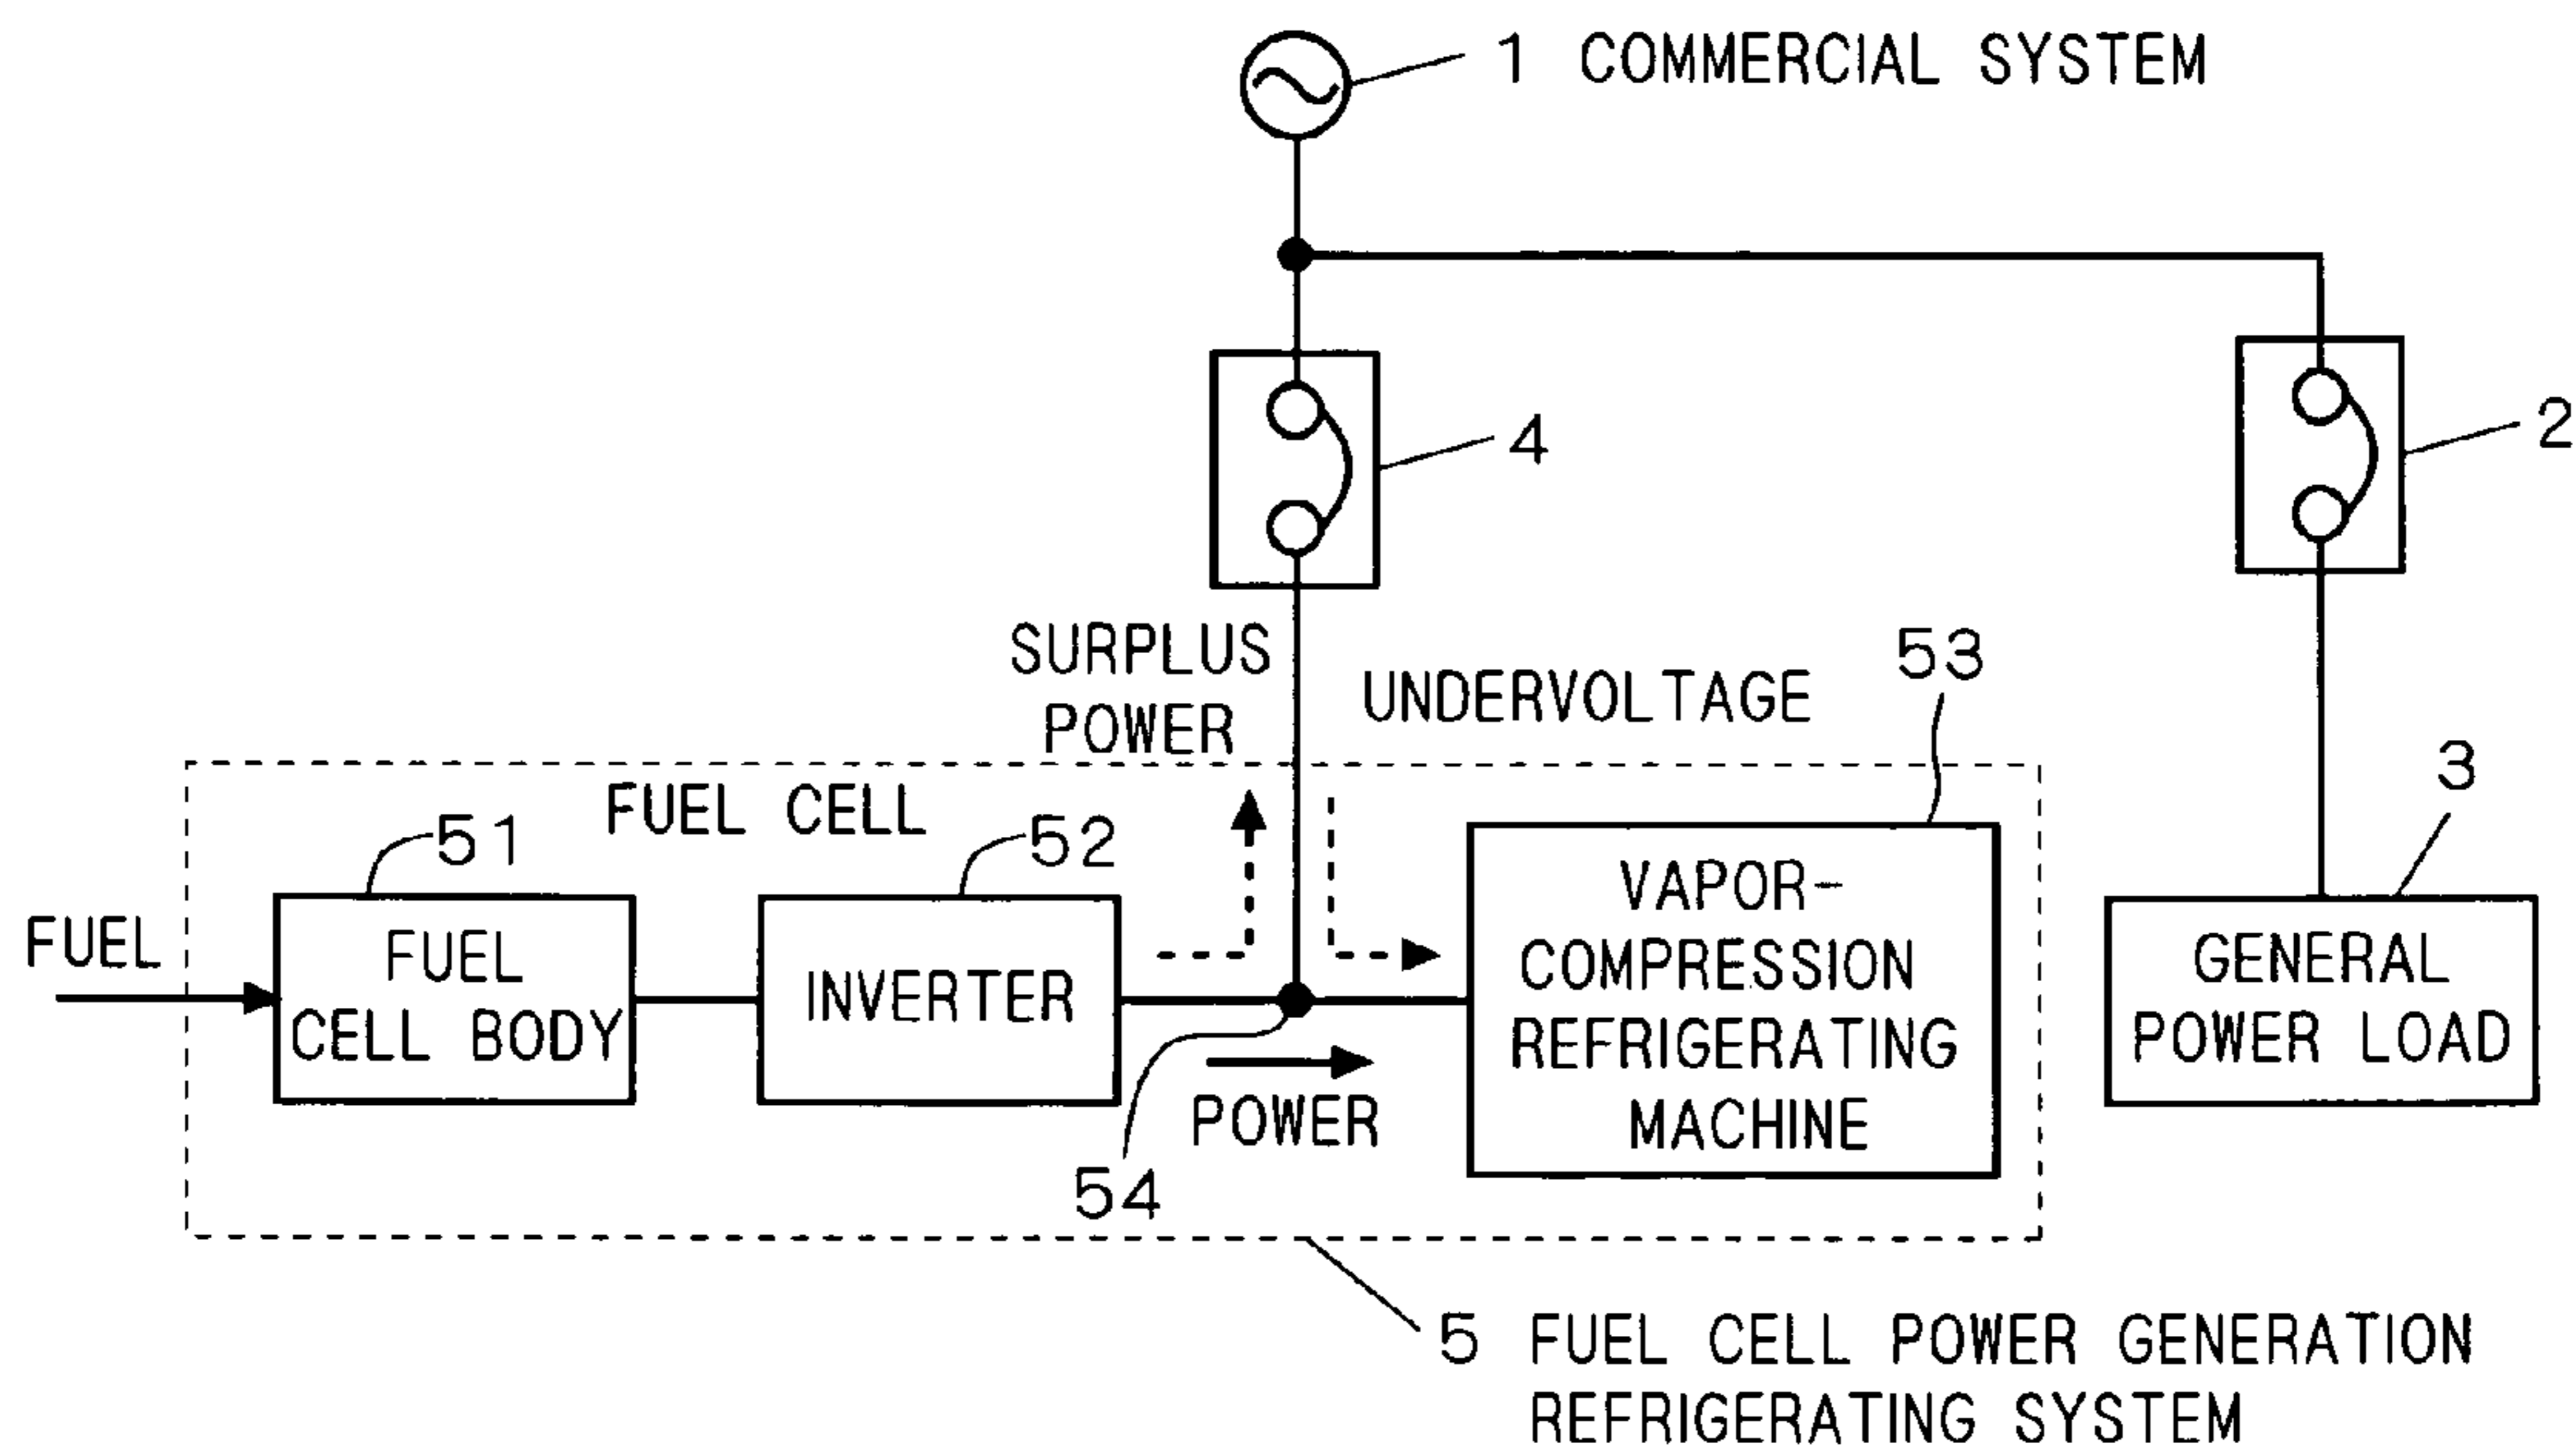 1 COMMERCIAL SYSTEM
4
2
SURPLUS
POWER
UNDERVOLTAGE
53
3
FUEL CELL
51
52
FUEL
FUEL
CELL BODY
INVERTER
VAPOR-
COMPRESSION
REFRIGERATING
MACHINE
GENERAL
POWER LOAD
POWER
54
5 FUEL CELL POWER GENERATION
REFRIGERATING SYSTEM